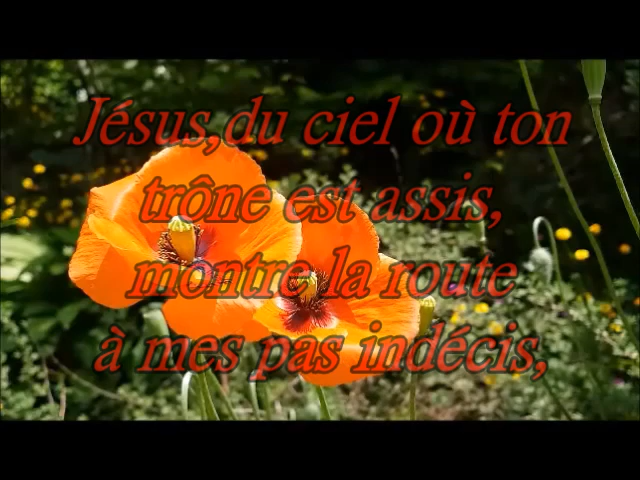 Jésus,du ciel où ton
trône est assis,
montre la route
à mes pas indécis,